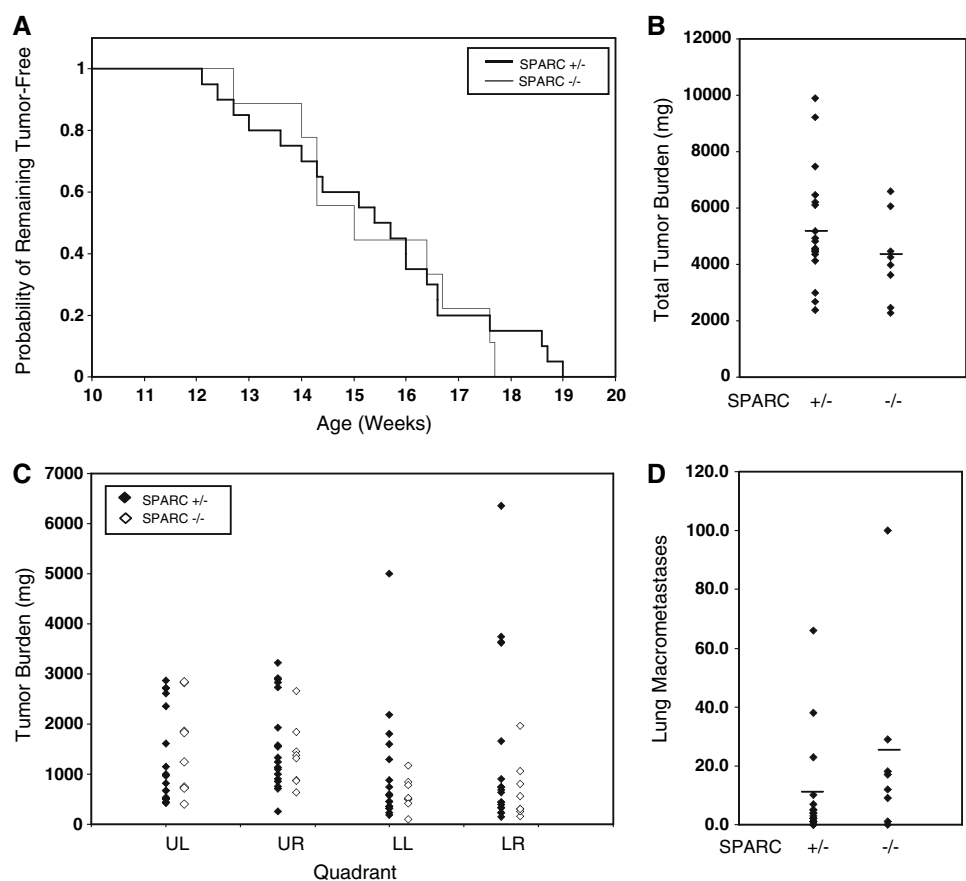 A
Probability of Remaining Tumor-Free
1
0.8
0.6
0.4
0.2
0
SPARC +/-
SPARC -/-
10 11 12 13 14 15 16 17 18 19 20
Age (Weeks)
B
Total Tumor Burden (mg)
12000
10000
8000
6000
4000
2000
0
SPARC +/- -/-
C
Tumor Burden (mg)
7000
6000
5000
4000
3000
2000
1000
0
SPARC +/-
SPARC -/-
UL UR LL LR
Quadrant
D
Lung Macrometastases
120.0
100.0
80.0
60.0
40.0
20.0
0.0
SPARC +/- -/-